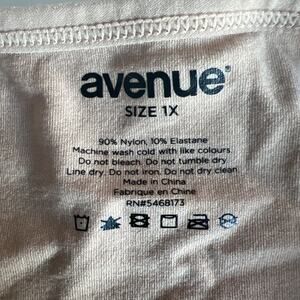 avenue®
SIZE 1X
90% Nylon, 10% Elastane
Machine wash cold with like colours.
Do not bleach. Do not tumble dry
Line dry. Do not iron. Do not dry clean
Made in China
Fabrique en Chine
RN#5468173